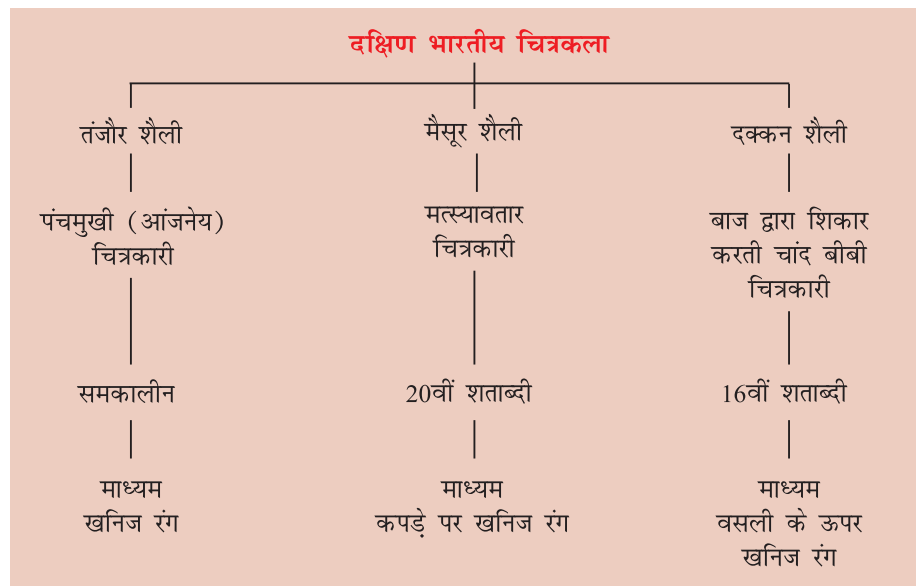 दक्षिण भारतीय चित्रकला
तंजौर शैली
पंचमुखी (आंजनेय)
चित्रकारी
समकालीन
माध्यम
खनिज रंग
मैसूर शैली
मत्स्यावतार
चित्रकारी
20वीं शताब्दी
माध्यम
कपड़े पर खनिज रंग
दक्कन शैली
बाज द्वारा शिकार
करती चांद बीबी
चित्रकारी
16वीं शताब्दी
माध्यम
वसली के ऊपर
खनिज रंग